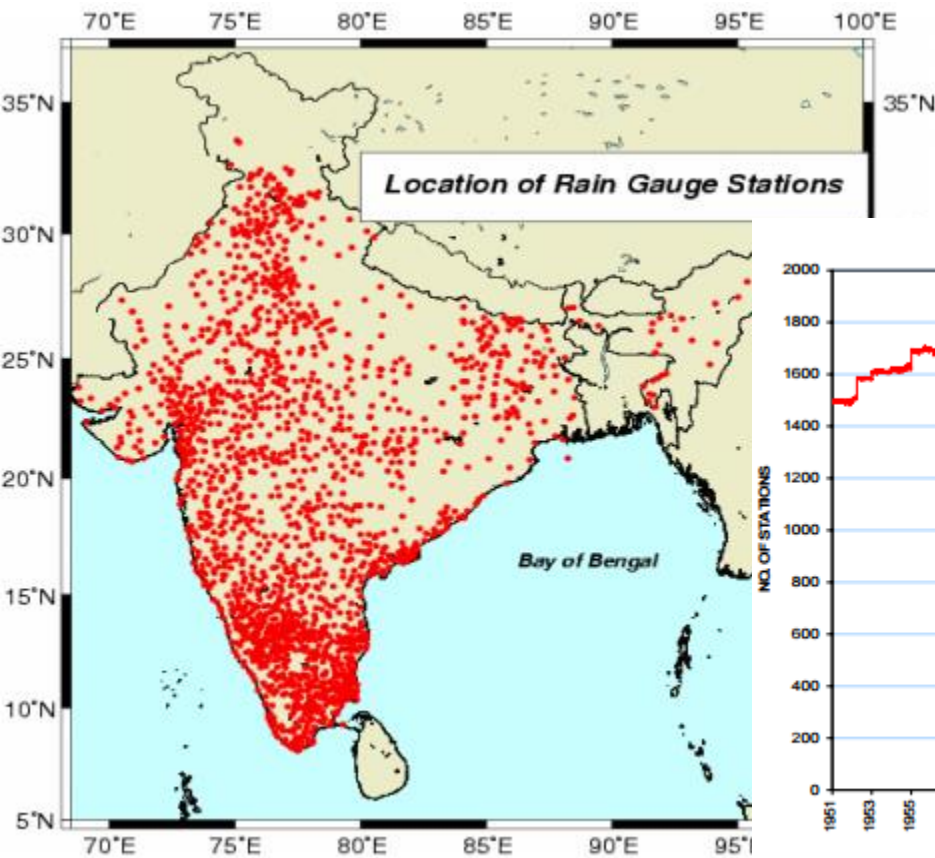 70°E 75°E 80°E 85°E 90°E 95°E 100°E
35°N 35°N
Location of Rain Gauge Stations
30°N
25°N
20°N
15°N
10°N
5°N
Bay of Bengal
70°E 75°E 80°E 85°E 90°E 95°
2000
1800
1600
1400
1200
1000
800
600
400
200
0
NO. OF STATIONS
1951 1953 1955